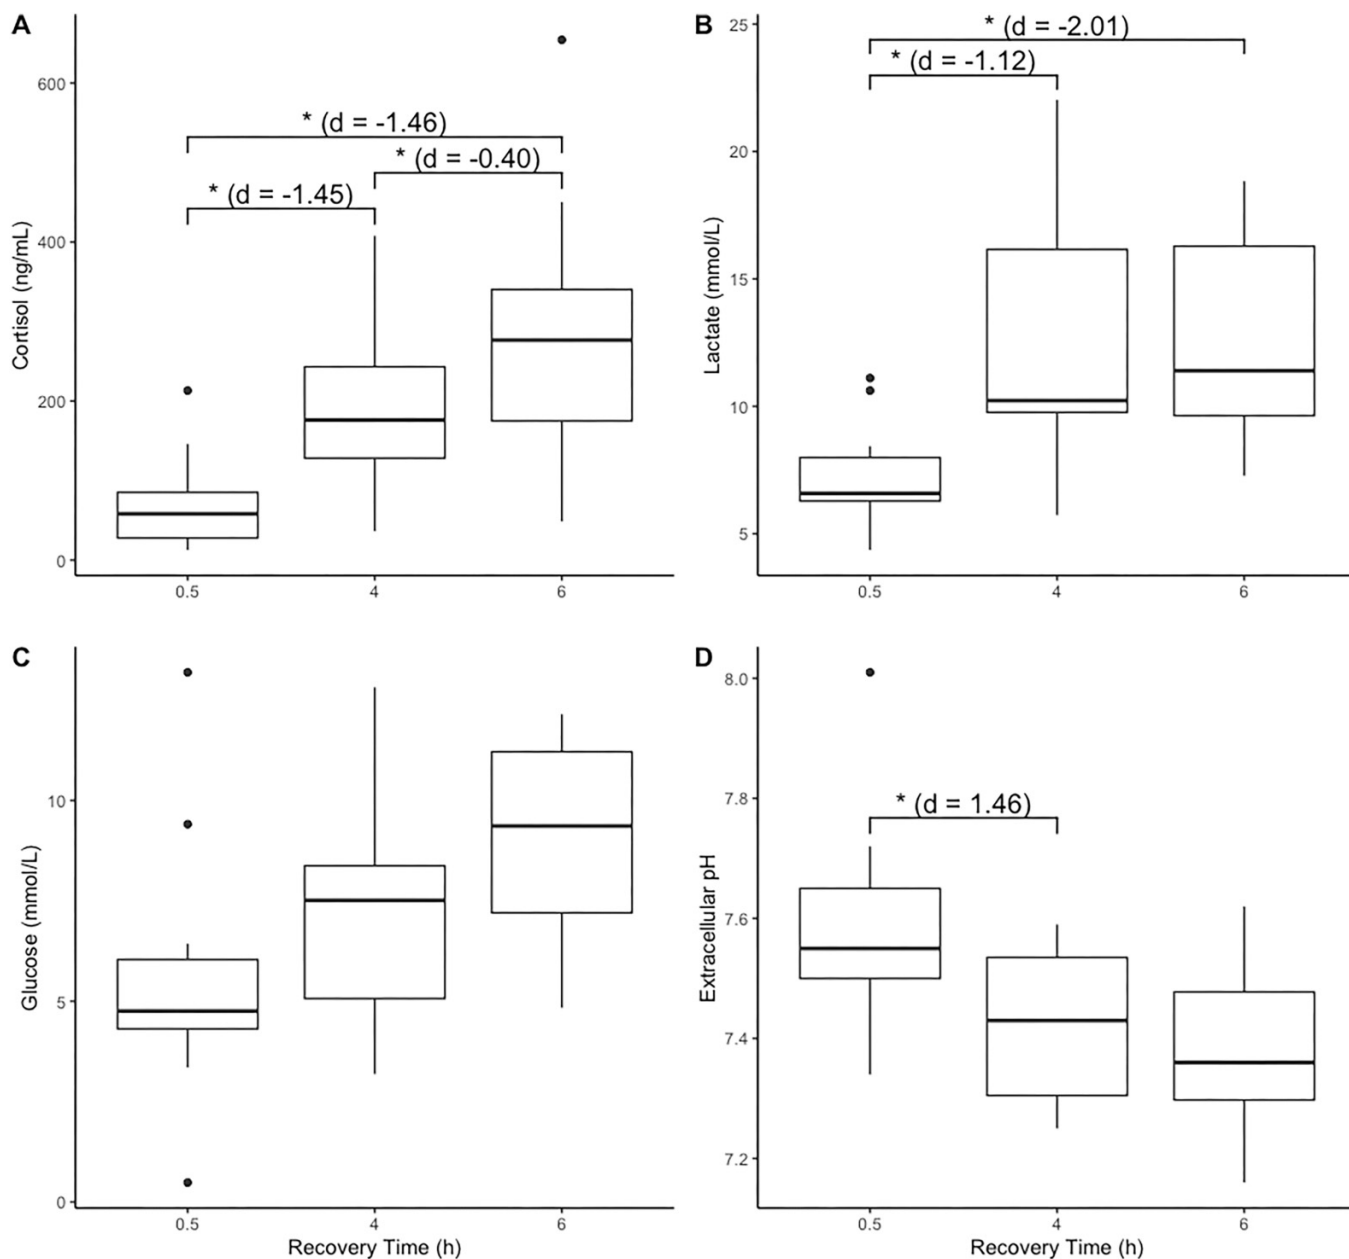 A
Cortisol (ng/mL)
600
400
200
0
* (d = -1.46)
* (d = -0.40)
* (d = -1.45)
0.5 4 6
B
Lactate (mmol/L)
25
20
15
10
5
* (d = -2.01)
* (d = -1.12)
0.5 4 6
C
Glucose (mmol/L)
10
5
0
0.5 4 6
Recovery Time (h)
D
Extracellular pH
8.0
7.8
7.6
7.4
7.2
* (d = 1.46)
0.5 4 6
Recovery Time (h)